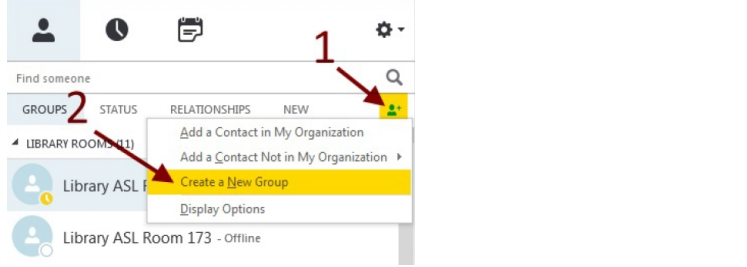 1
Find someone
GROUPS STATUS RELATIONSHIPS NEW
2
Add a Contact in My Organization
LIBRARY ROOMS (11)
Add a Contact Not in My Organization
Create a New Group
Library ASL
Display Options
Library ASL Room 173 - Offline